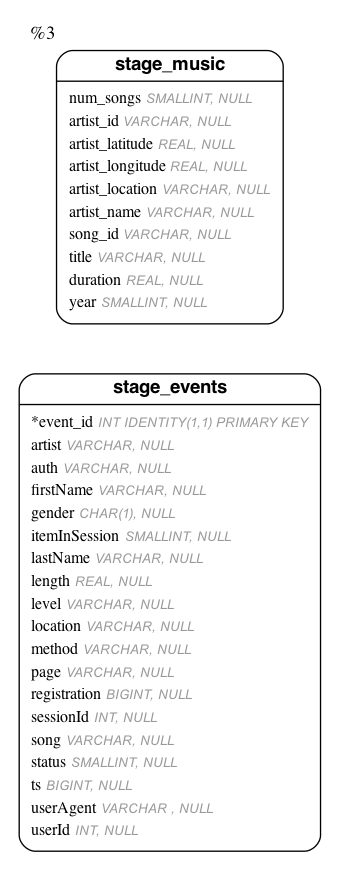 %3
stage_music
num_songs SMALLINT, NULL
artist_id VARCHAR, NULL
artist_latitude REAL, NULL
artist_longitude REAL, NULL
artist_location VARCHAR, NULL
artist_name VARCHAR, NULL
song_id VARCHAR, NULL
title VARCHAR, NULL
duration REAL, NULL
year SMALLINT, NULL
stage_events
*event_id INT IDENTITY(1,1) PRIMARY KEY
artist VARCHAR, NULL
auth VARCHAR, NULL
firstName VARCHAR, NULL
gender CHAR(1), NULL
itemInSession SMALLINT, NULL
lastName VARCHAR, NULL
length REAL, NULL
level VARCHAR, NULL
location VARCHAR, NULL
method VARCHAR, NULL
page VARCHAR, NULL
registration BIGINT, NULL
sessionId INT, NULL
song VARCHAR, NULL
status SMALLINT, NULL
ts BIGINT, NULL
userAgent VARCHAR , NULL
userId INT, NULL